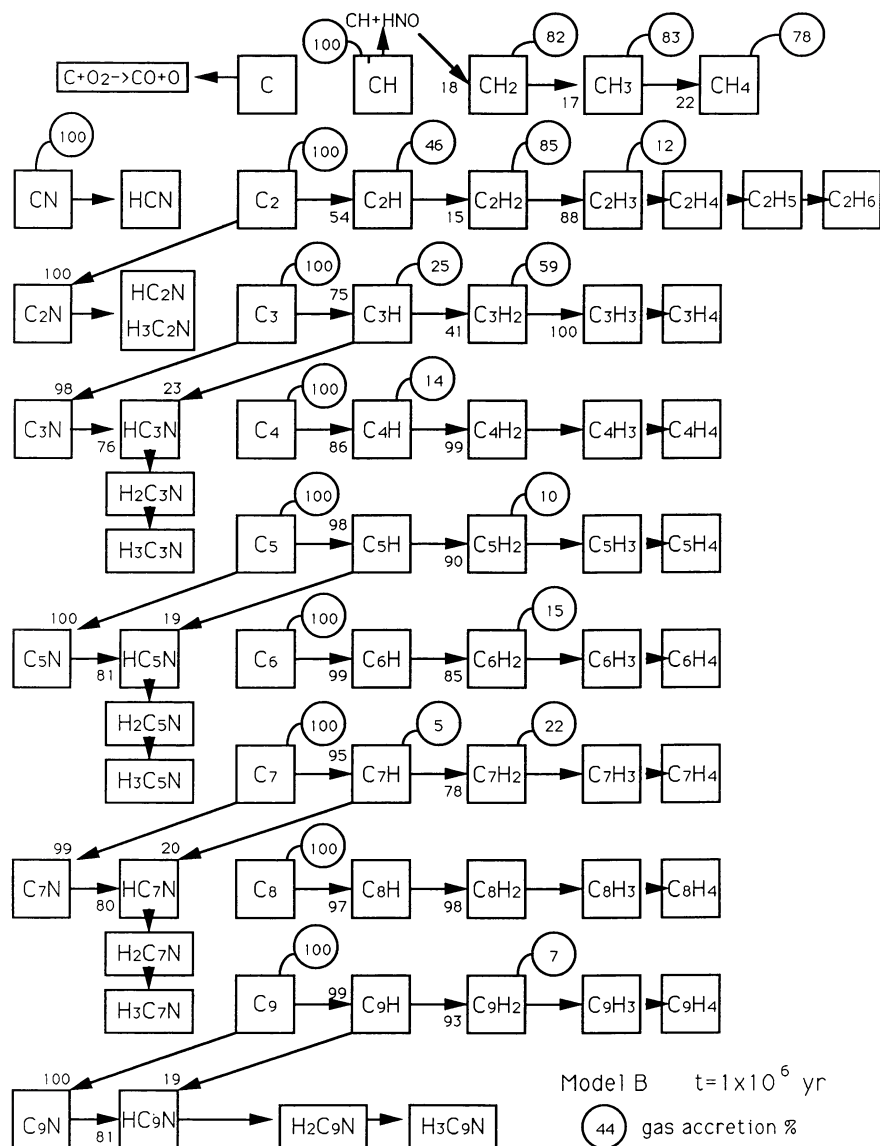 CH+HNO
100 82 83 78
C+O2->CO+O C CH 18 CH2 17 CH3 22 CH4
100 100 46 85 12
CN HCN C2 54 C2H 15 C2H2 88 C2H3 C2H4 C2H5 C2H6
100 100 25 59
C2N HC2N H3C2N C3 75 C3H 41 C3H2 100 C3H3 C3H4
98 23 100 14
C3N 76 HC3N C4 86 C4H 99 C4H2 C4H3 C4H4
H2C3N 100 10
H3C3N C5 98 C5H 90 C5H2 C5H3 C5H4
100 19 100 15
C5N 81 HC5N C6 99 C6H 85 C6H2 C6H3 C6H4
H2C5N 100 5 22
H3C5N C7 95 C7H 78 C7H2 C7H3 C7H4
99 20 100
C7N 80 HC7N C8 97 C8H 98 C8H2 C8H3 C8H4
H2C7N 100 7
H3C7N C9 99 C9H 93 C9H2 C9H3 C9H4
100 19
C9N 81 HC9N H2C9N H3C9N
Model B t=1x10^6 yr
44 gas accretion %